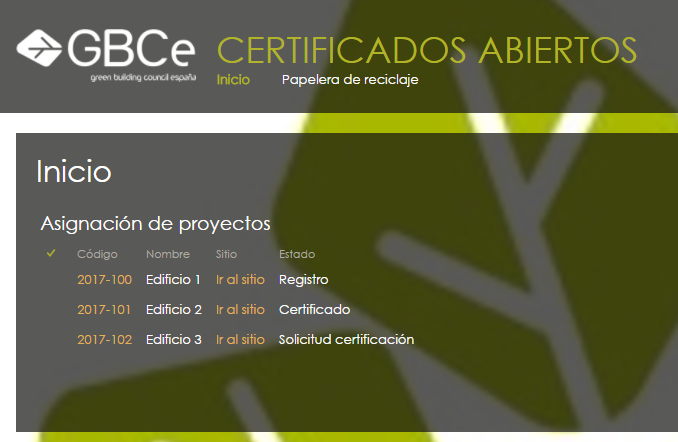 GBCe
green building council españa
CERTIFICADOS ABIERTOS
Inicio Papelera de reciclaje
Inicio
Asignación de proyectos
Código Nombre Sitio Estado
2017-100 Edificio 1 Ir al sitio Registro
2017-101 Edificio 2 Ir al sitio Certificado
2017-102 Edificio 3 Ir al sitio Solicitud certificación